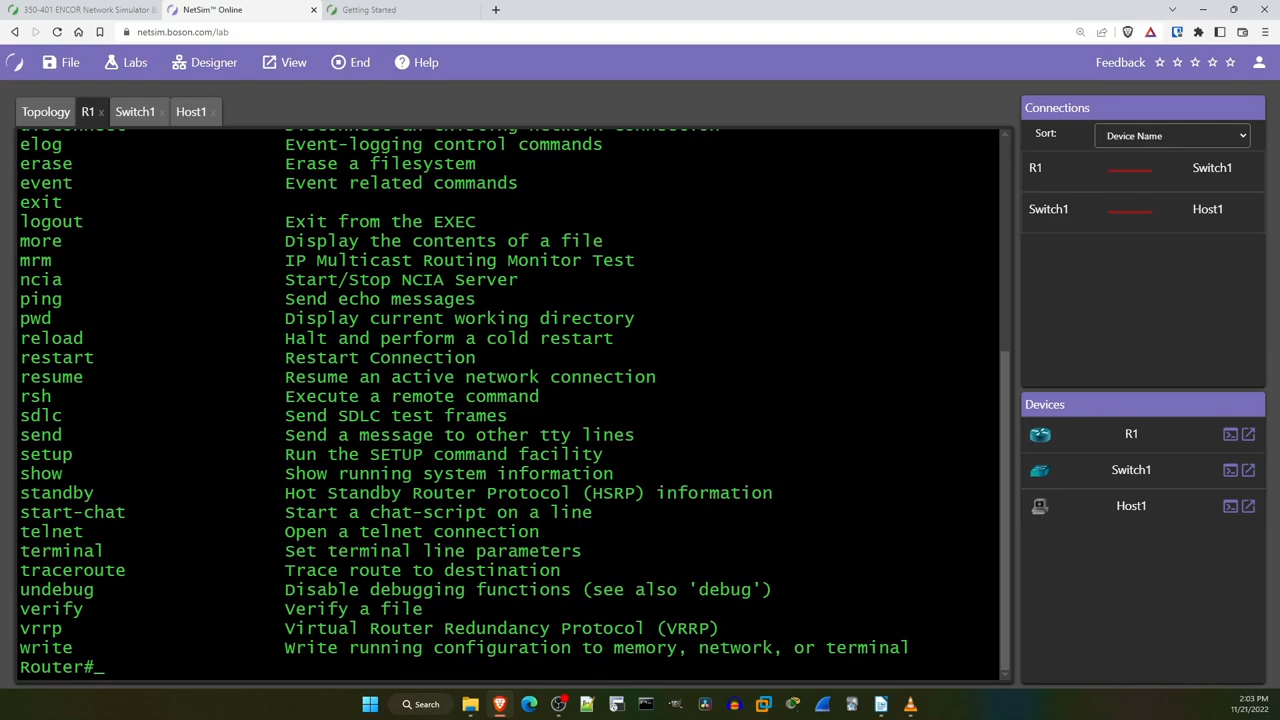 350-401 ENCOR Network Simulator &
NetSim™ Online
Getting Started
netsim.boson.com/lab
File
Labs
Designer
View
End
Help
Feedback
Topology
R1 x
Switch1 x
Host1 x
disconnect Disconnect an existing network connection
elog Event-logging control commands
erase Erase a filesystem
event Event related commands
exit
logout Exit from the EXEC
more Display the contents of a file
mrm IP Multicast Routing Monitor Test
ncia Start/Stop NCIA Server
ping Send echo messages
pwd Display current working directory
reload Halt and perform a cold restart
restart Restart Connection
resume Resume an active network connection
rsh Execute a remote command
sdlc Send SDLC test frames
send Send a message to other tty lines
setup Run the SETUP command facility
show Show running system information
standby Hot Standby Router Protocol (HSRP) information
start-chat Start a chat-script on a line
telnet Open a telnet connection
terminal Set terminal line parameters
traceroute Trace route to destination
undebug Disable debugging functions (see also 'debug')
verify Verify a file
vrrp Virtual Router Redundancy Protocol (VRRP)
write Write running configuration to memory, network, or terminal
Router#_
Connections
Sort: Device Name
R1 Switch1
Switch1 Host1
Devices
R1
Switch1
Host1
Search
2:03 PM
11/21/2022